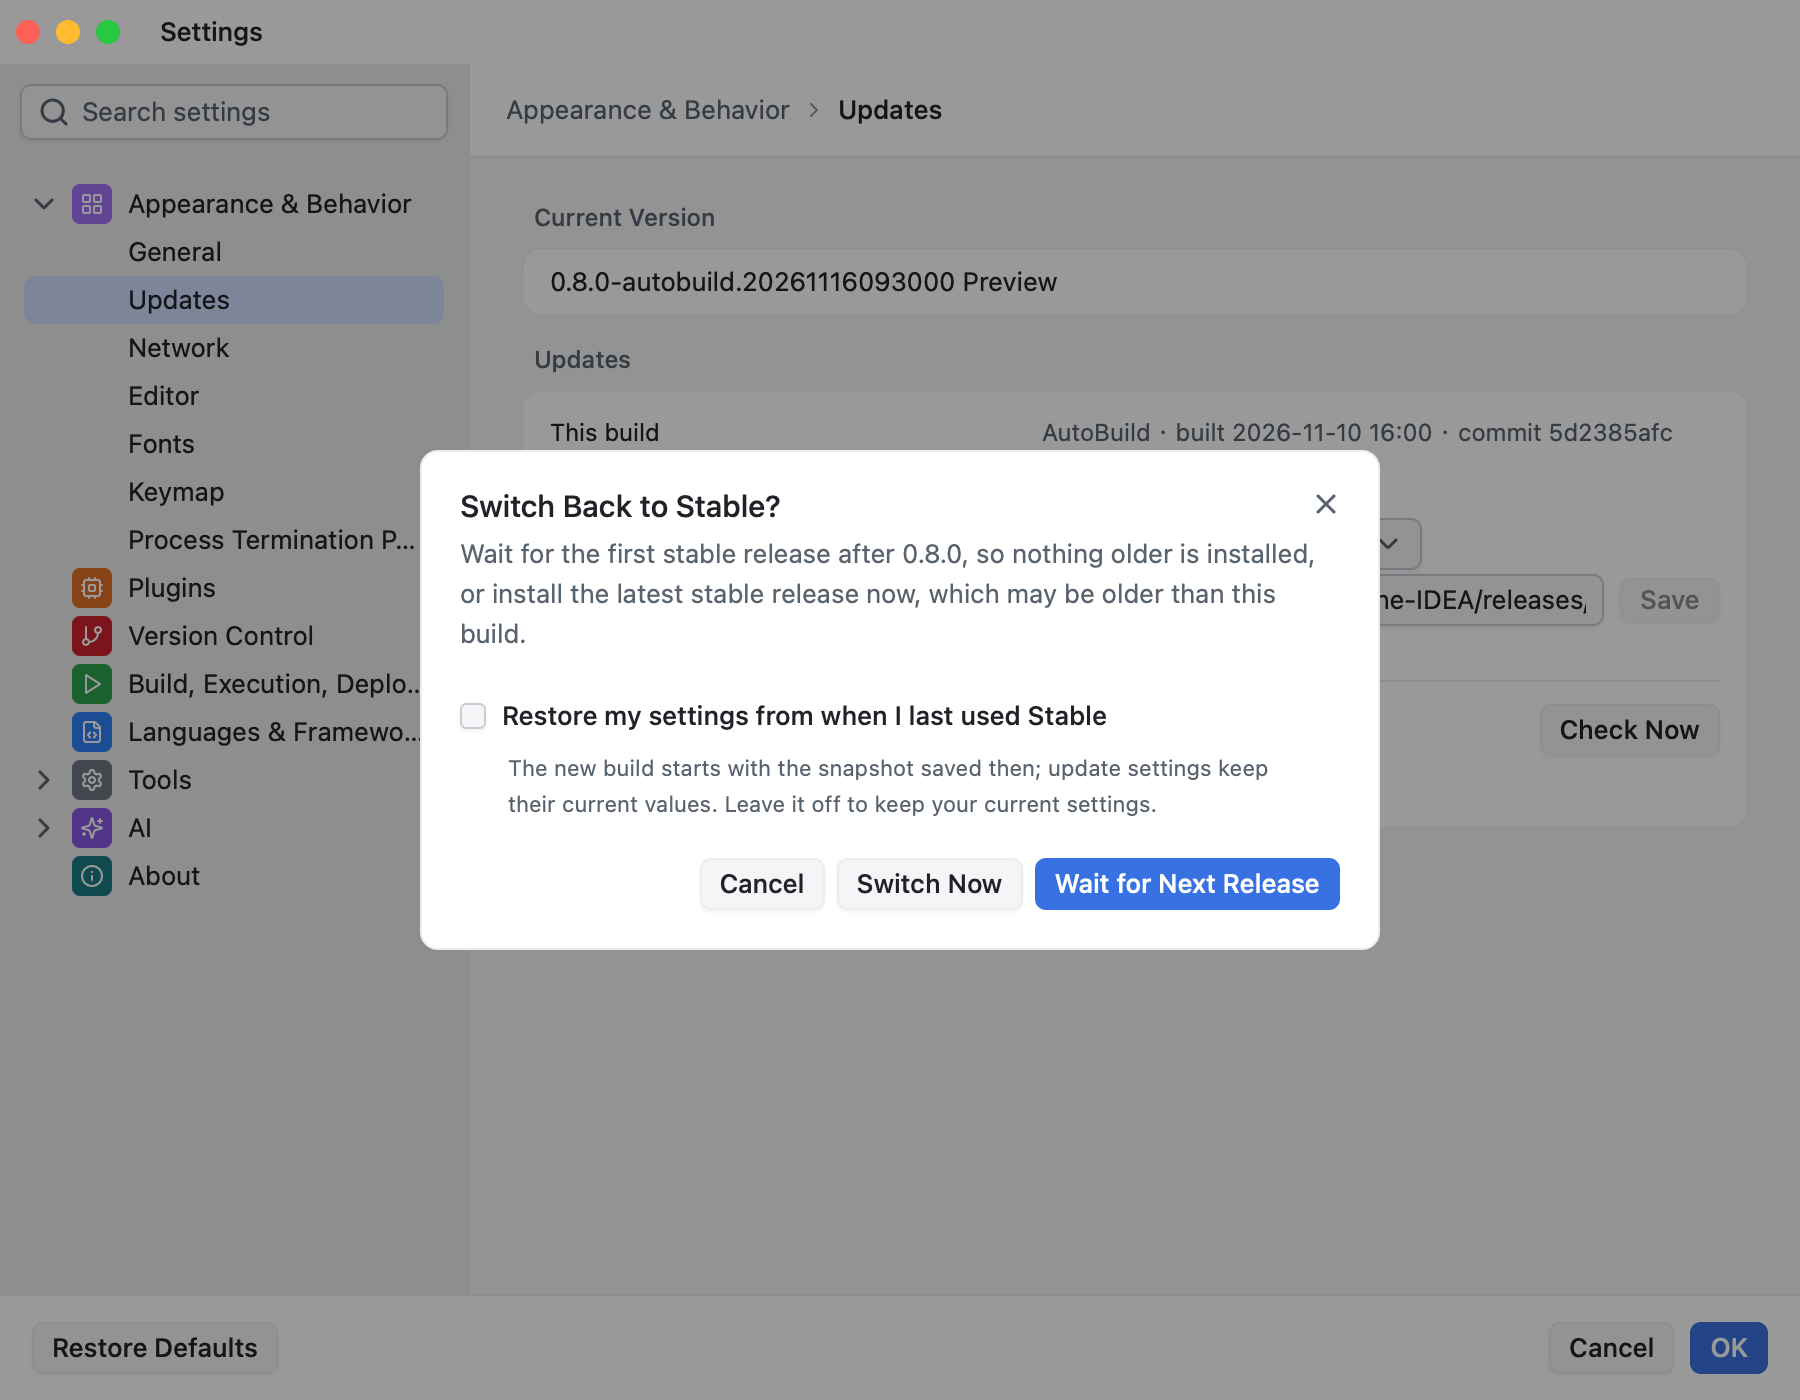 Settings
Search settings
Appearance & Behavior
General
Updates
Network
Editor
Fonts
Keymap
Process Termination P...
Plugins
Version Control
Build, Execution, Deplo...
Languages & Framewo...
Tools
AI
About
Appearance & Behavior > Updates
Current Version
0.8.0-autobuild.20261116093000 Preview
Updates
This build
AutoBuild · built 2026-11-10 16:00 · commit 5d2385afc
ne-IDEA/releases/
Save
Check Now
Switch Back to Stable?
Wait for the first stable release after 0.8.0, so nothing older is installed,
or install the latest stable release now, which may be older than this
build.
Restore my settings from when I last used Stable
The new build starts with the snapshot saved then; update settings keep
their current values. Leave it off to keep your current settings.
Cancel
Switch Now
Wait for Next Release
Restore Defaults
Cancel
OK